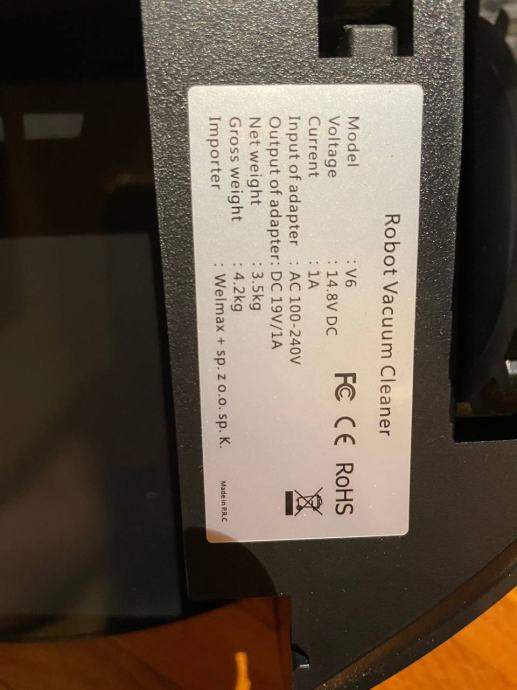 Robot Vacuum Cleaner
Model : V6
Voltage : 14.8V DC
Current : 1A
Input of adapter : AC 100-240V
Output of adapter: DC 19V/1A
Net weight : 3.5kg
Gross weight : 4.2kg
Importer : Welmax + sp. z o.o. sp. K.
FC CE RoHS
Made in P.R.C